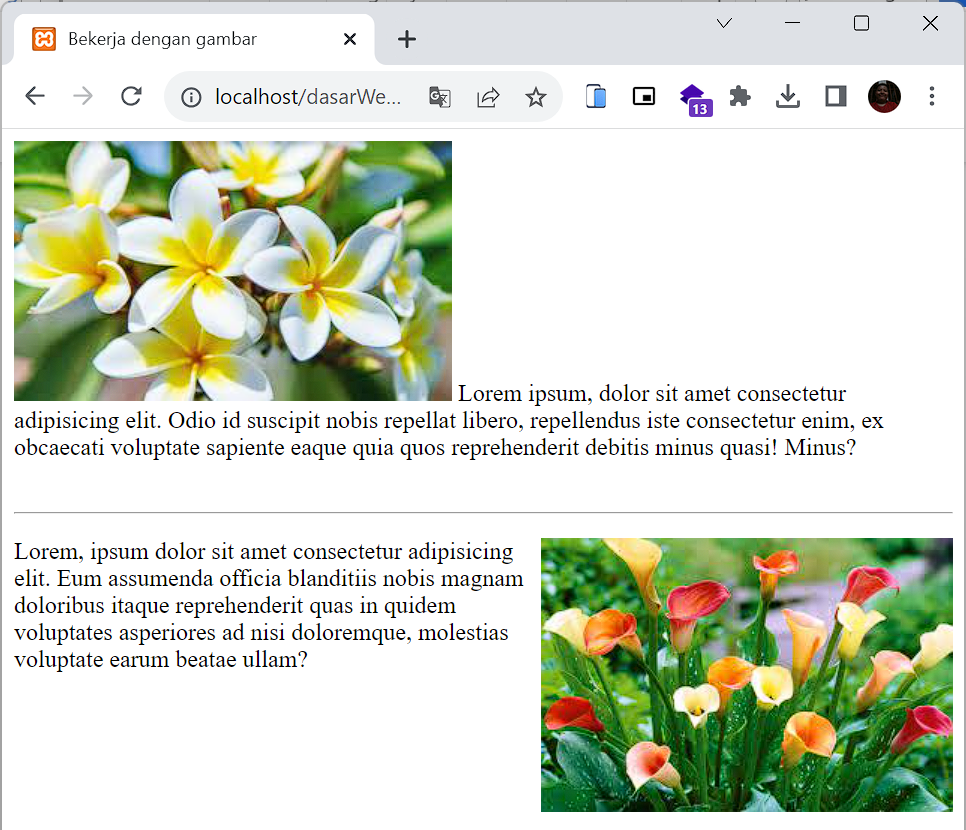 Bekerja dengan gambar
localhost/dasarWe...
13
Lorem ipsum, dolor sit amet consectetur
adipisicing elit. Odio id suscipit nobis repellat libero, repellendus iste consectetur enim, ex
obcaecati voluptate sapiente eaque quia quos reprehenderit debitis minus quasi! Minus?
Lorem, ipsum dolor sit amet consectetur adipisicing
elit. Eum assumenda officia blanditiis nobis magnam
doloribus itaque reprehenderit quas in quidem
voluptates asperiores ad nisi doloremque, molestias
voluptate earum beatae ullam?